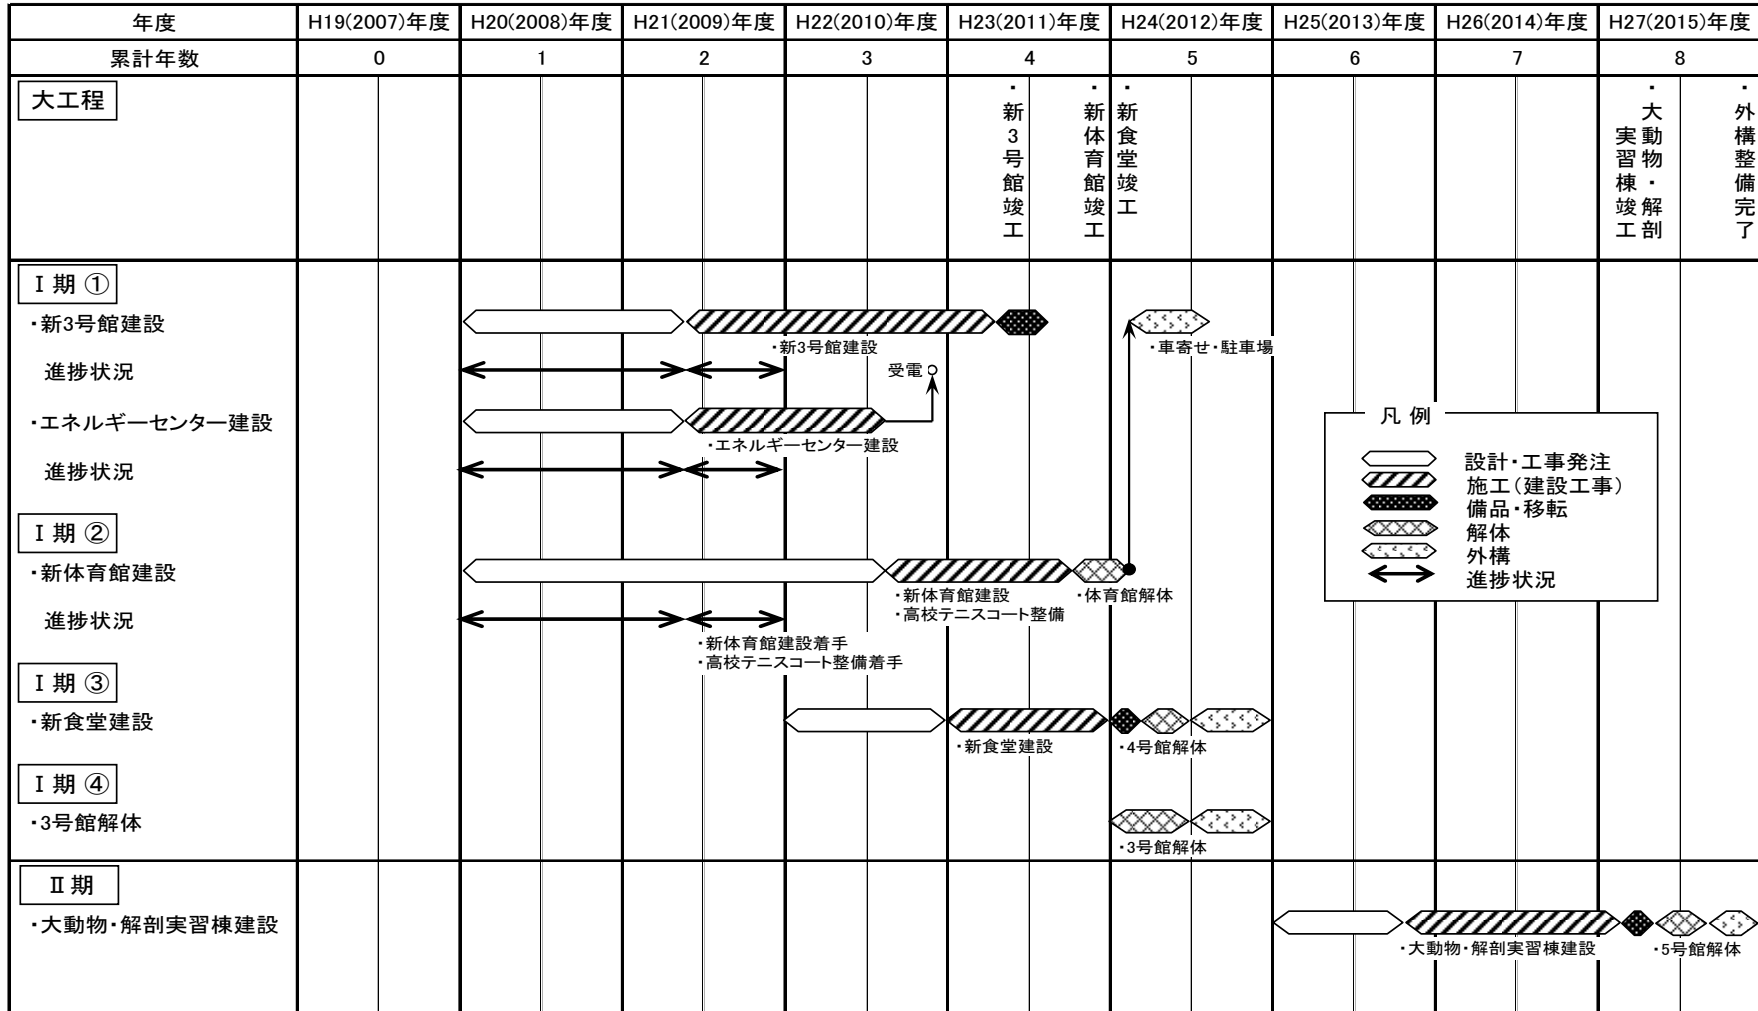 年度 H19(2007)年度 H20(2008)年度 H21(2009)年度 H22(2010)年度 H23(2011)年度 H24(2012)年度 H25(2013)年度 H26(2014)年度 H27(2015)年度
累計年数 0 1 2 3 4 5 6 7 8
大工程
・新3号館竣工
・新体育館竣工
・新食堂竣工
・大動物・解剖
実習棟竣工
・外構整備完了
Ⅰ期 ①
・新3号館建設
・新3号館建設
・車寄せ・駐車場
進捗状況
受電
・エネルギーセンター建設
・エネルギーセンター建設
進捗状況
凡例
設計・工事発注
施工(建設工事)
備品・移転
解体
外構
進捗状況
Ⅰ期 ②
・新体育館建設
・新体育館建設
・高校テニスコート整備
・体育館解体
進捗状況
・新体育館建設着手
・高校テニスコート整備着手
Ⅰ期 ③
・新食堂建設
・新食堂建設
・4号館解体
Ⅰ期 ④
・3号館解体
・3号館解体
Ⅱ期
・大動物・解剖実習棟建設
・大動物・解剖実習棟建設
・5号館解体